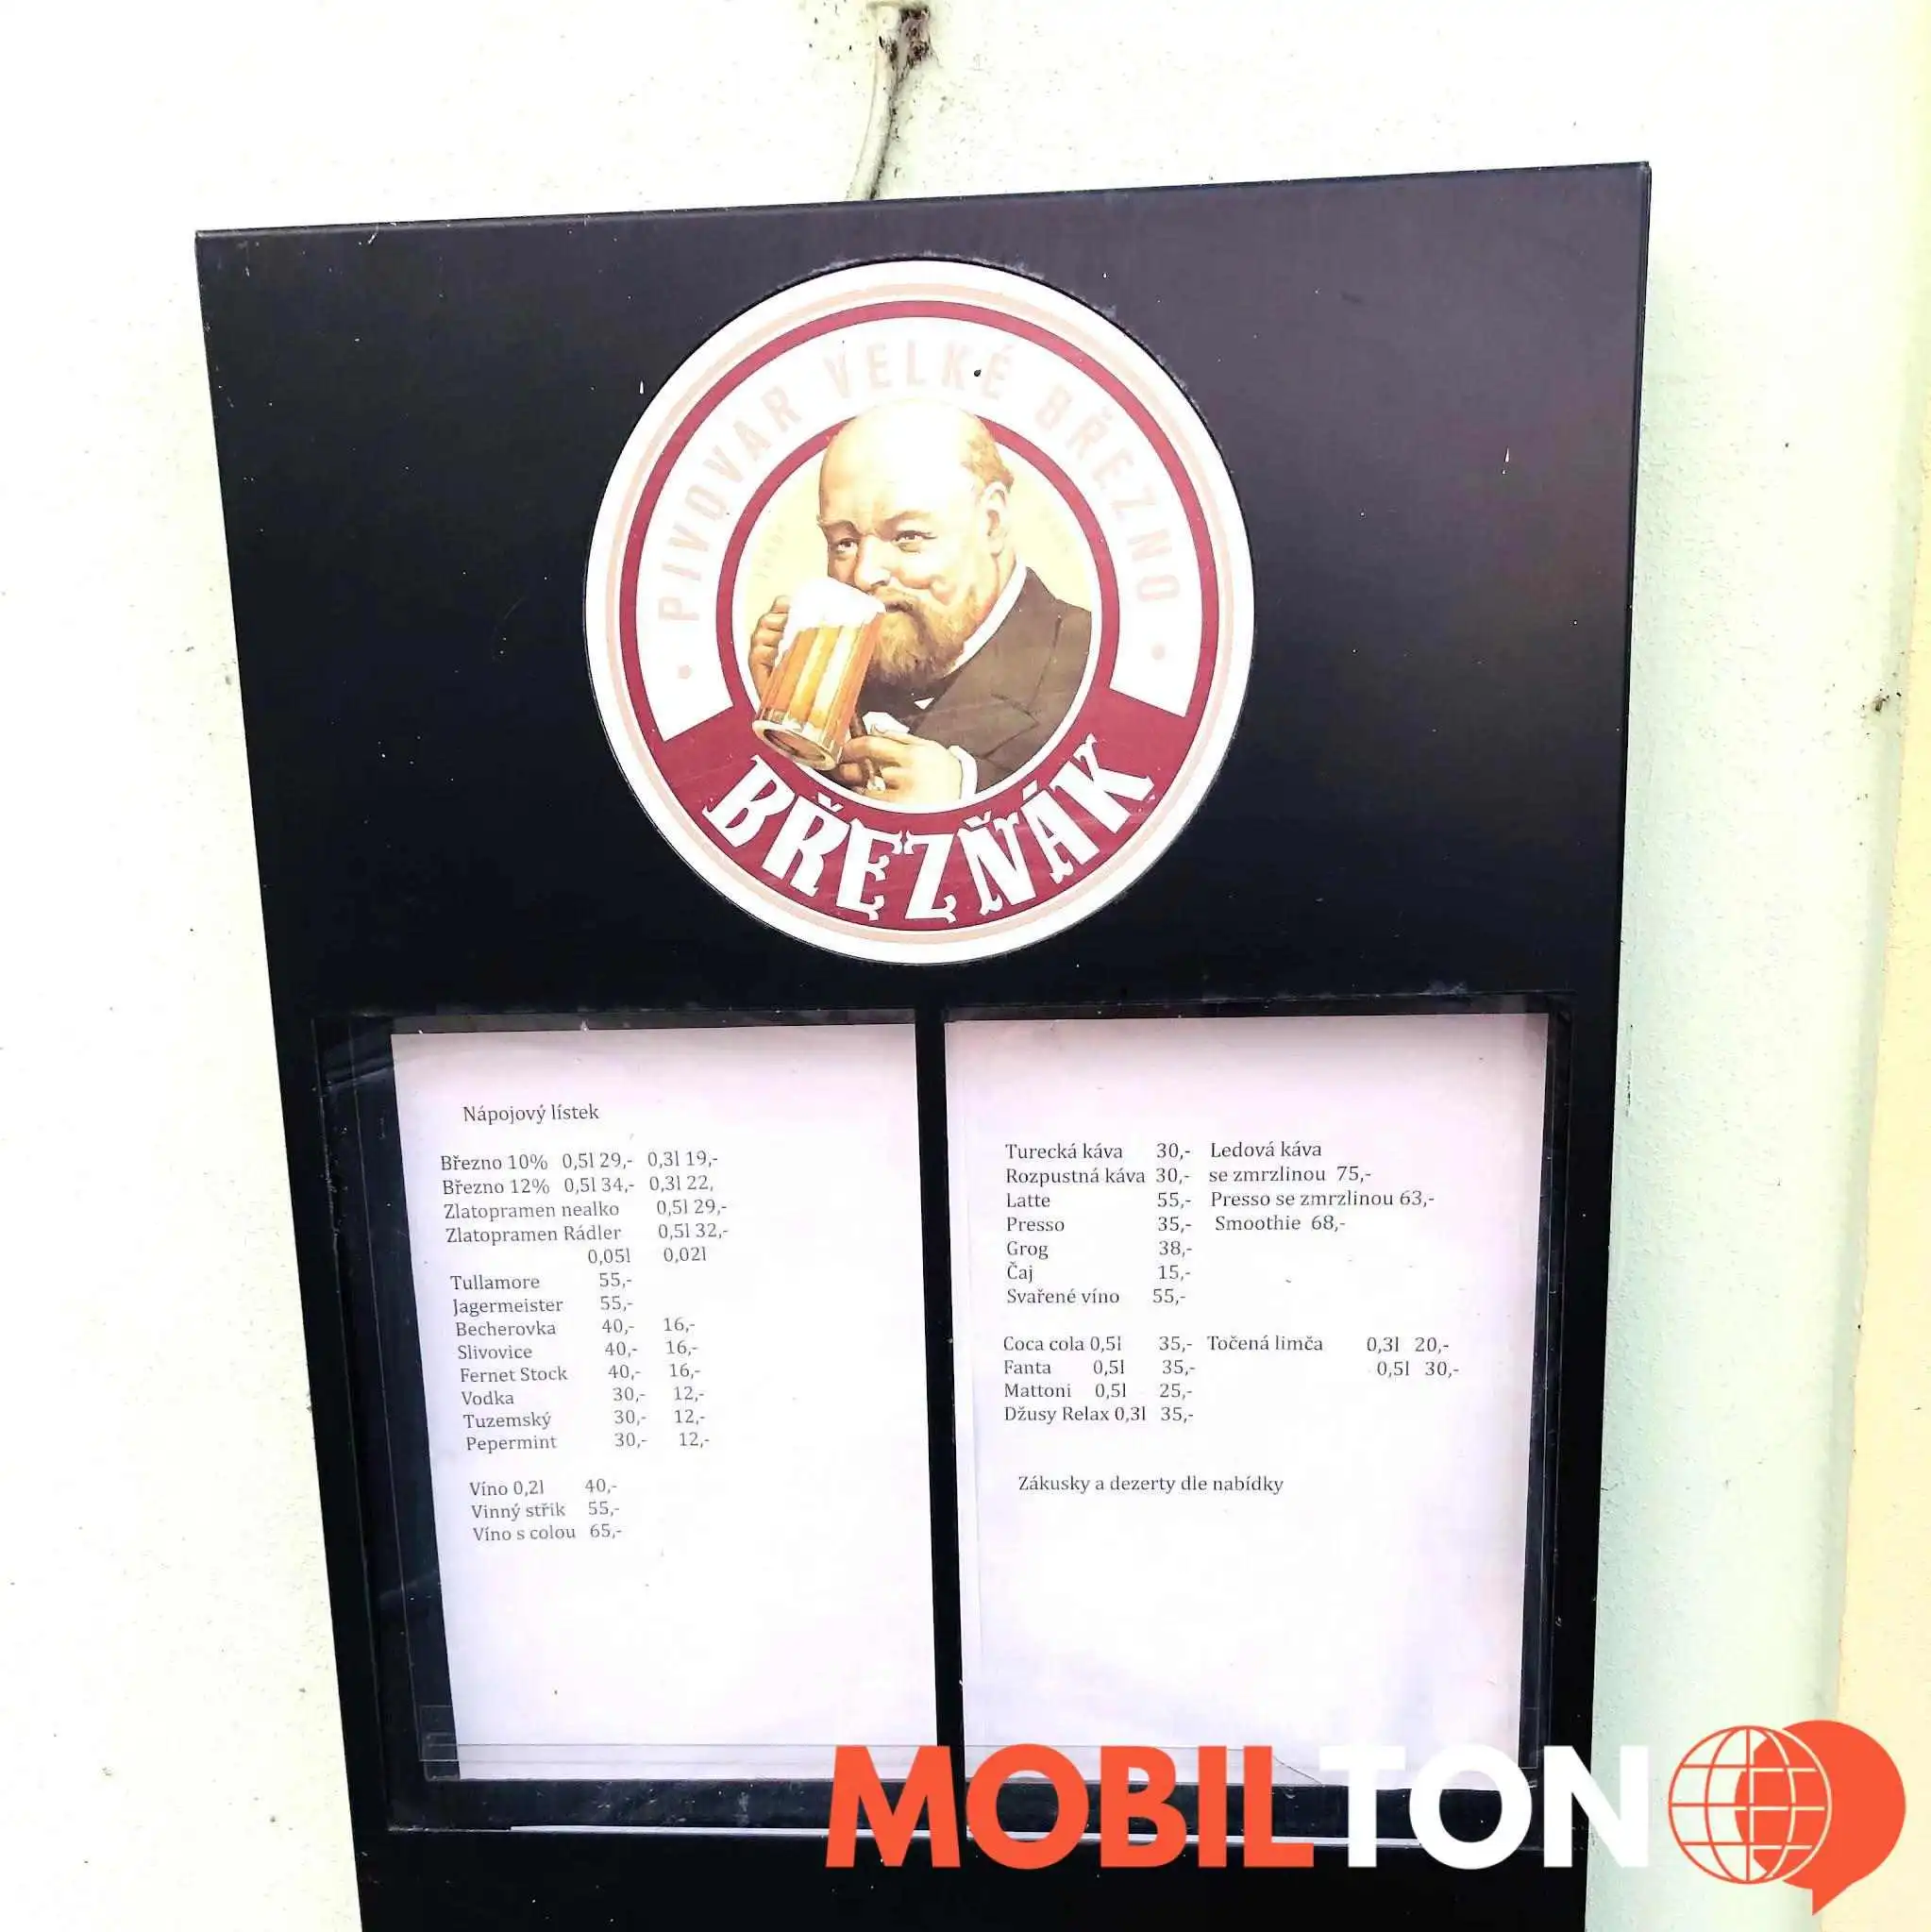 PIVOVAR VELKÉ BŘEZNO
BŘEZŇÁK
Nápojový lístek
Březno 10% 0,5l 29,- 0,3l 19,-
Březno 12% 0,5l 34,- 0,3l 22,
Zlatopramen nealko 0,5l 29,-
Zlatopramen Rádler 0,5l 32,-
0,05l 0,02l
Tullamore 55,-
Jagermeister 55,-
Becherovka 40,- 16,-
Slivovice 40,- 16,-
Fernet Stock 40,- 16,-
Vodka 30,- 12,-
Tuzemský 30,- 12,-
Pepermint 30,- 12,-
Víno 0,2l 40,-
Vinný střik 55,-
Víno s colou 65,-
Turecká káva 30,- Ledová káva
Rozpustná káva 30,- se zmrzlinou 75,-
Latte 55,- Presso se zmrzlinou 63,-
Presso 35,- Smoothie 68,-
Grog 38,-
Čaj 15,-
Svařené víno 55,-
Coca cola 0,5l 35,- Točená limča 0,3l 20,-
Fanta 0,5l 35,- 0,5l 30,-
Mattoni 0,5l 25,-
Džusy Relax 0,3l 35,-
Zákusky a dezerty dle nabídky
MOBILTON